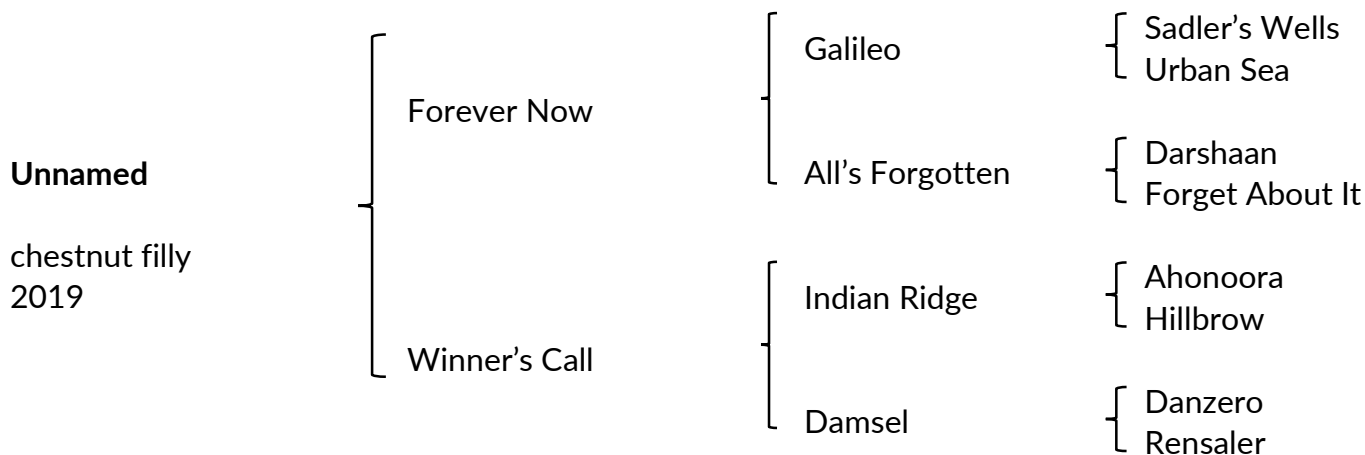 Unnamed
chestnut filly
2019
Forever Now
Winner's Call
Galileo
All's Forgotten
Indian Ridge
Damsel
Sadler's Wells
Urban Sea
Darshaan
Forget About It
Ahonoora
Hillbrow
Danzero
Rensaler